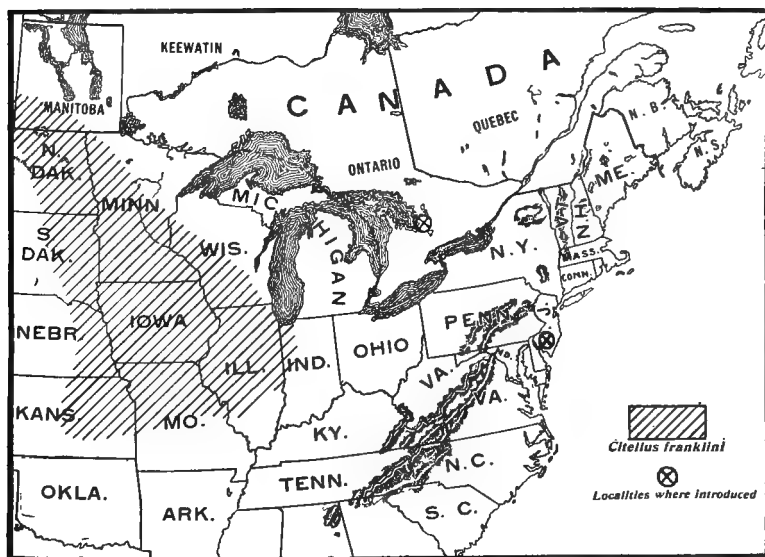 KEEWATIN
MANITOBA
CANADA
QUEBEC
N.B.
N.S.
ONTARIO
ME.
N. DAK.
MINN.
MICHIGAN
N.H.
S. DAK.
WIS.
N.Y.
MASS.
CONN.
NEBR.
IOWA
PENN.
N.J.
ILL.
IND.
OHIO
VA.
VA.
KANS.
MO.
KY.
Citellus franklini
OKLA.
ARK.
TENN.
N.C.
S. C.
Localities where introduced